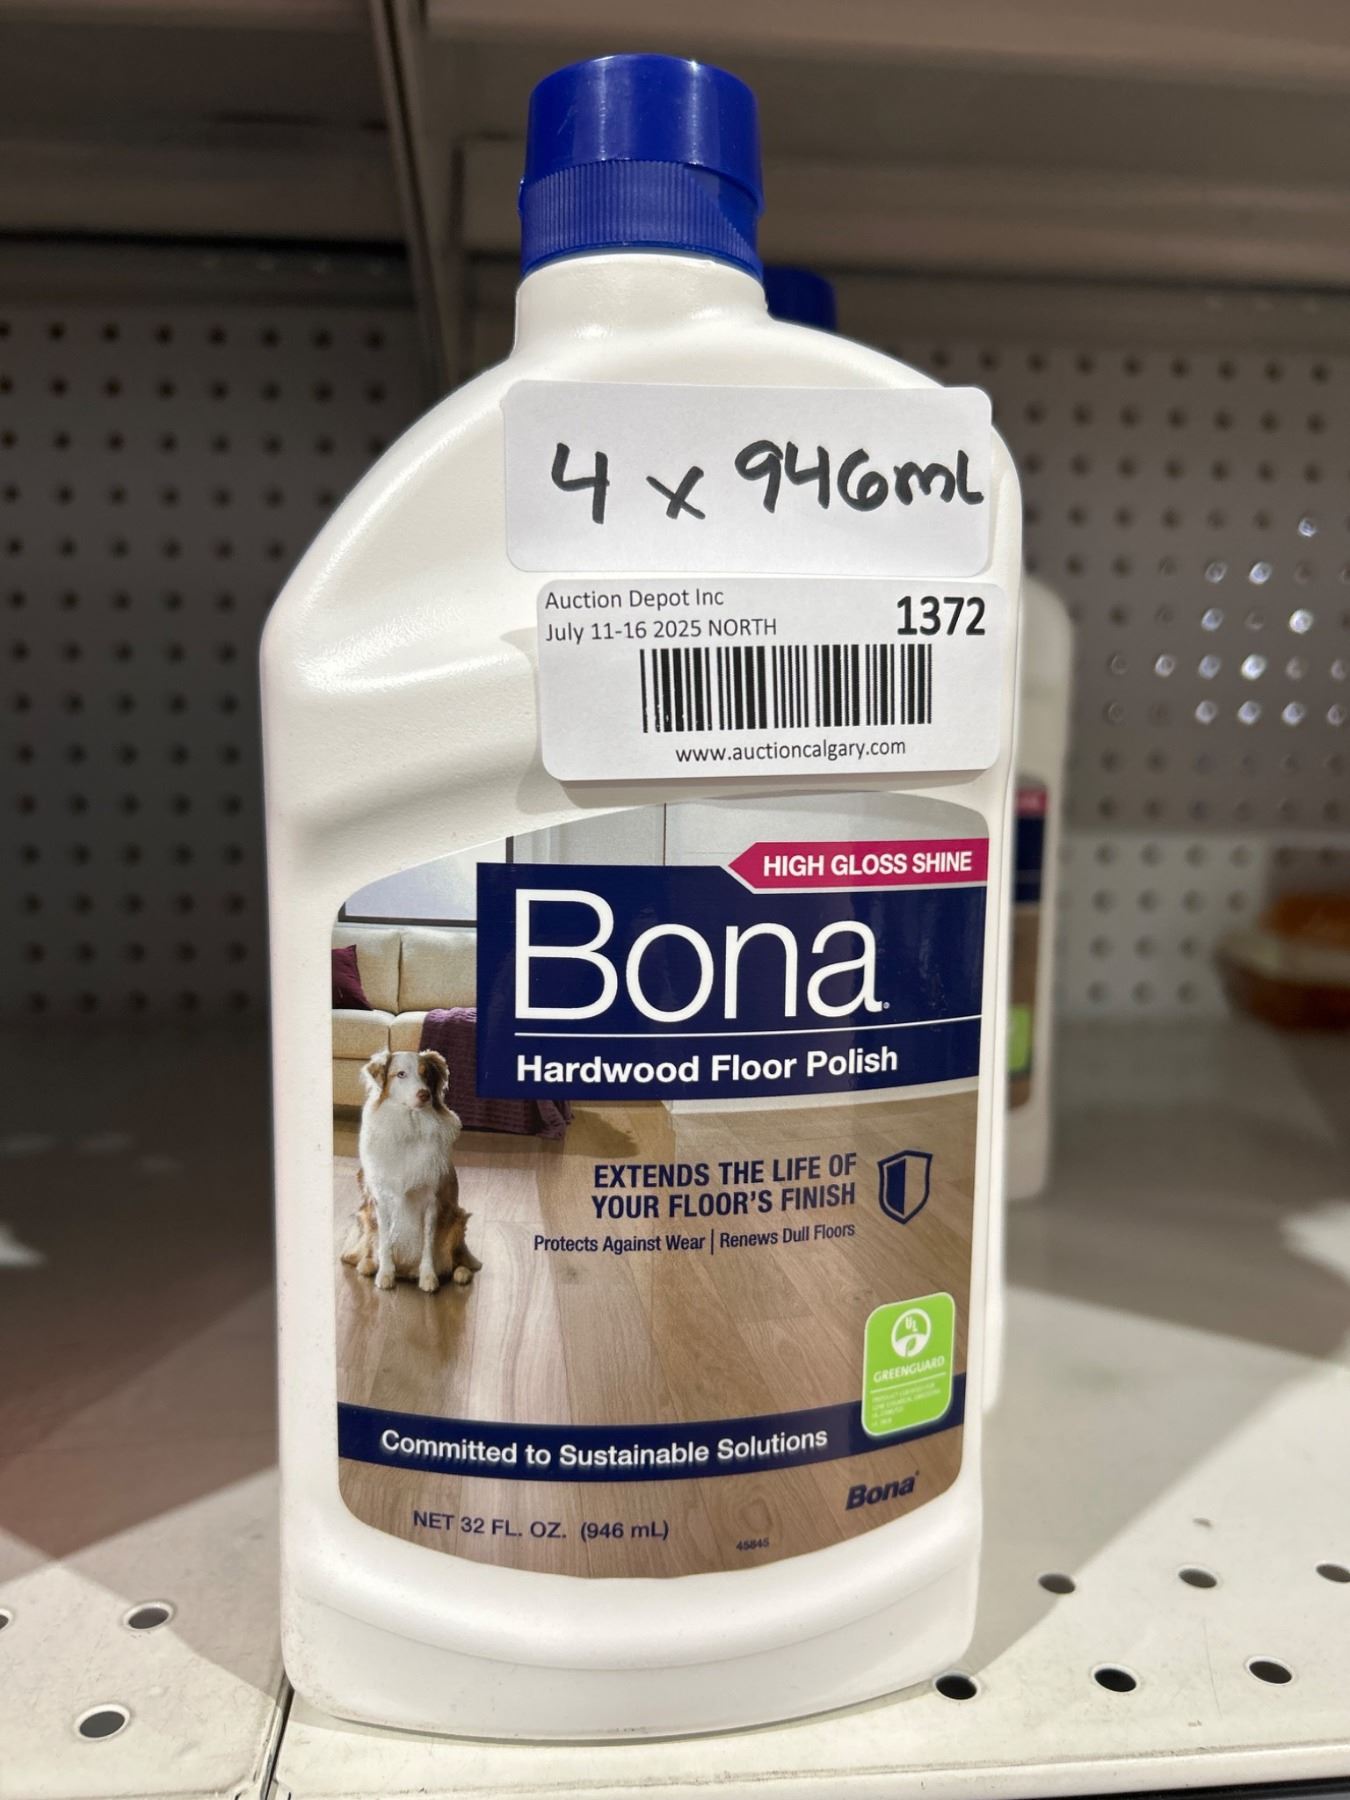 4 x 946mL
Auction Depot Inc
July 11-16 2025 NORTH
1372
www.auctioncalgary.com
HIGH GLOSS SHINE
Bona®
Hardwood Floor Polish
EXTENDS THE LIFE OF
YOUR FLOOR'S FINISH
Protects Against Wear | Renews Dull Floors
UL
GREENGUARD
Committed to Sustainable Solutions
Bona®
NET 32 FL. OZ. (946 mL)
45845